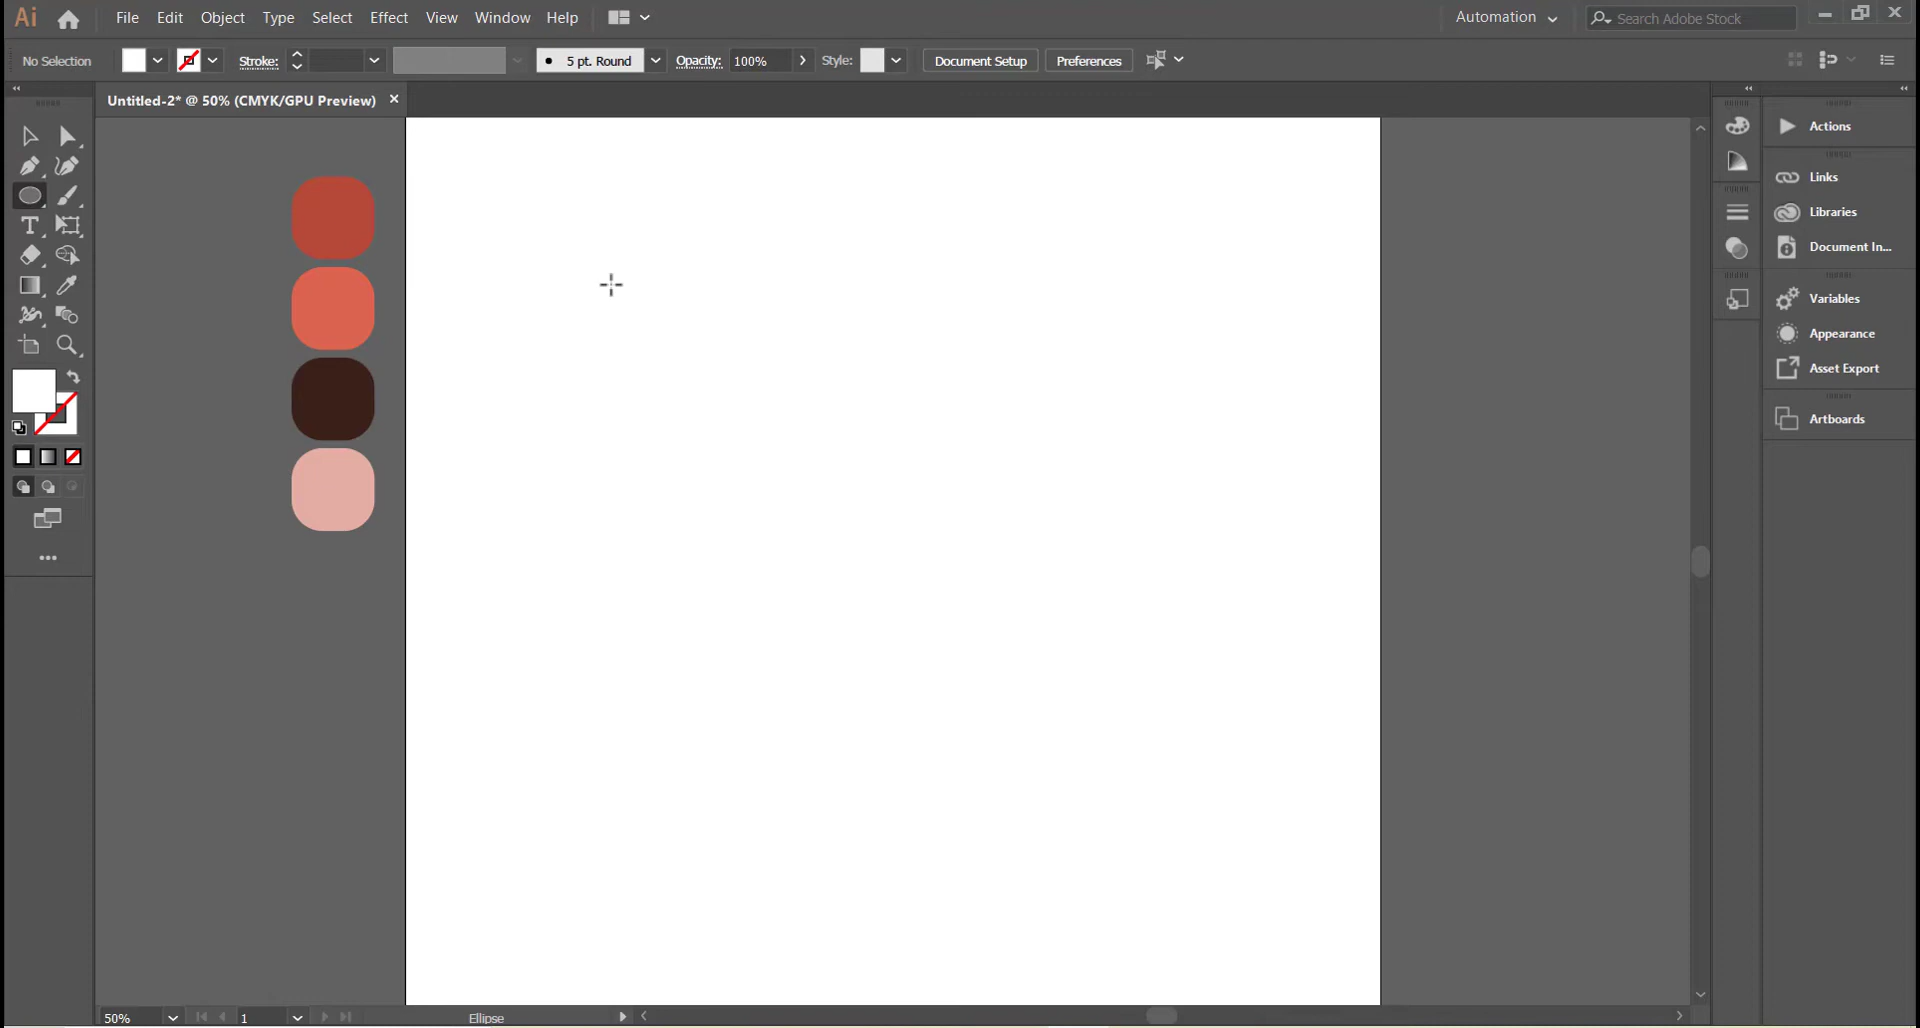 Ai File Edit Object Type Select Effect View Window Help Automation Search Adobe Stock
No Selection Stroke: 5 pt. Round Opacity: 100% Style: Document Setup Preferences
Untitled-2* @ 50% (CMYK/GPU Preview)
Actions
Links
Libraries
Document In...
Variables
Appearance
Asset Export
Artboards
50% 1 Ellipse